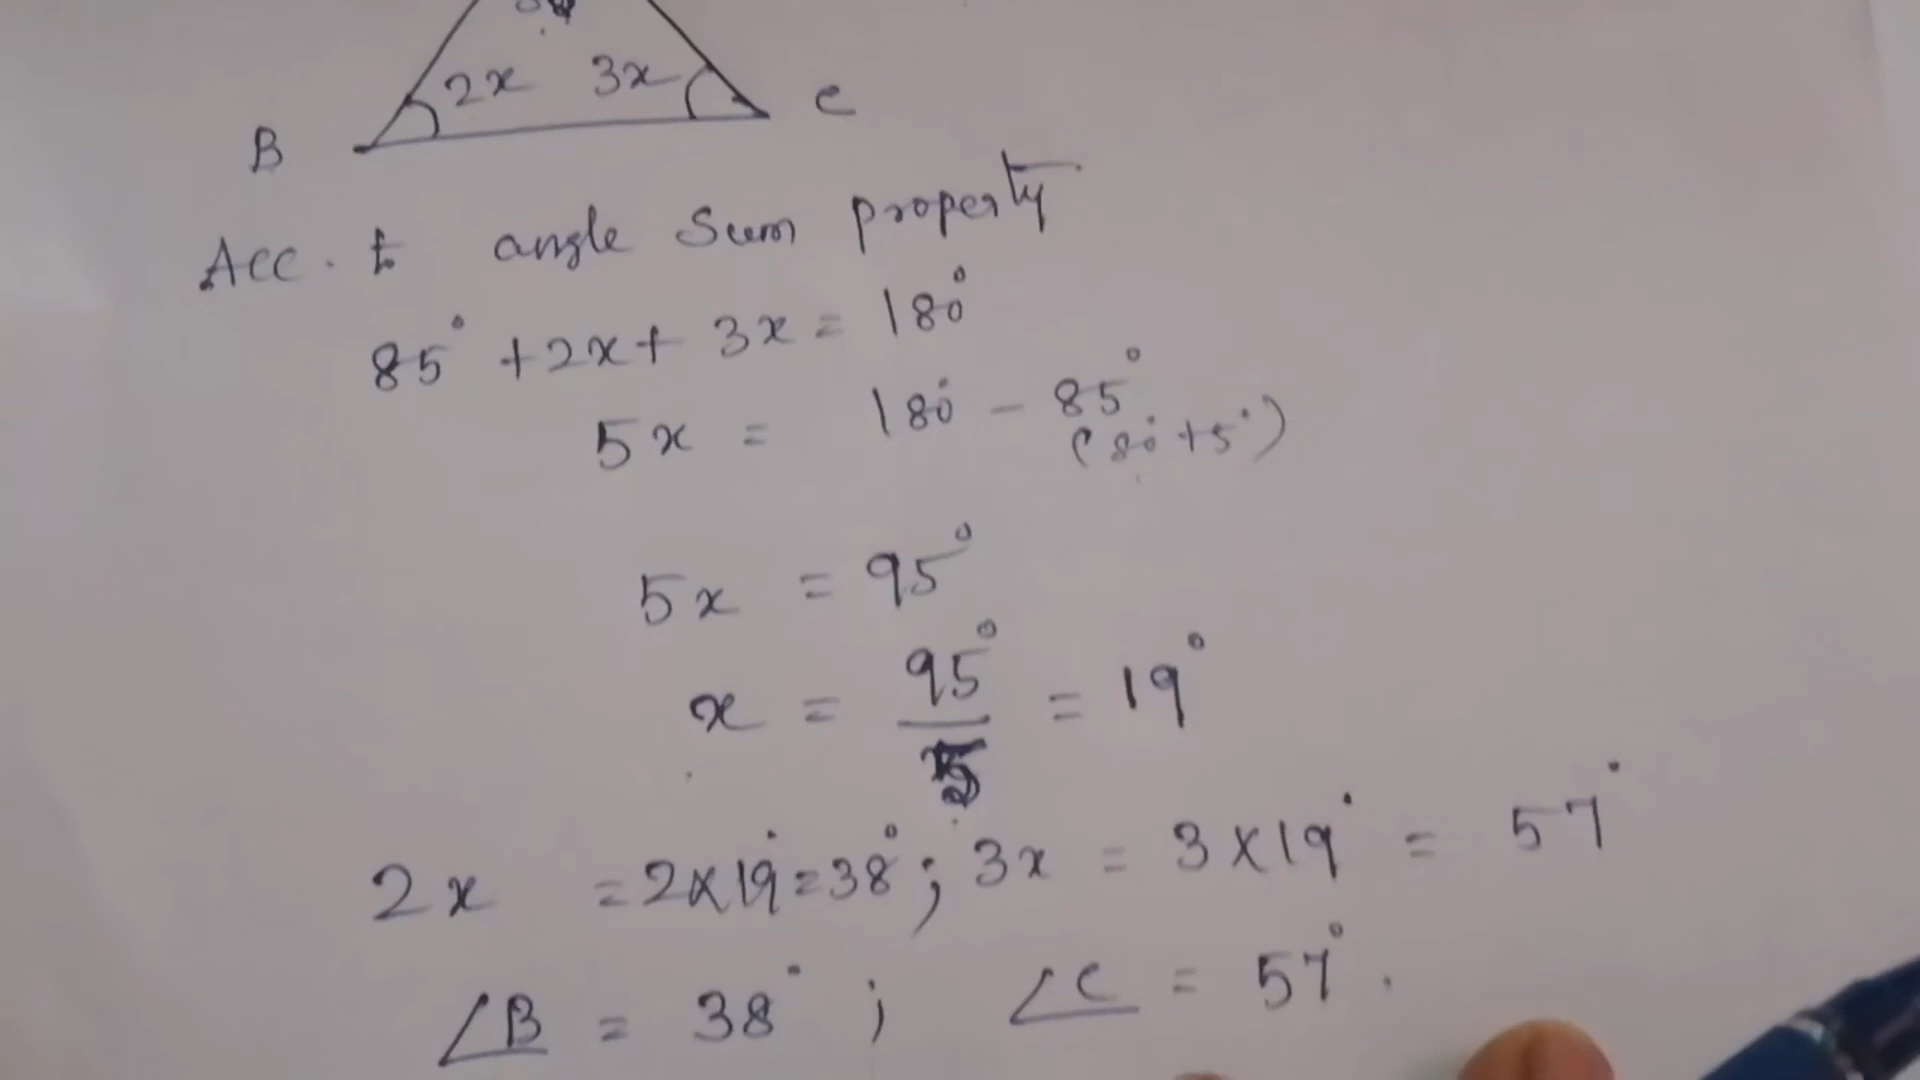 2x 3x
B C
Acc. to angle Sum property
85° + 2x + 3x = 180°
5x = 180° - 85°
(80° + 5°)
5x = 95°
x = 95°/5 = 19°
2x = 2×19° = 38° ; 3x = 3×19° = 57°
∠B = 38° ; ∠C = 57° .